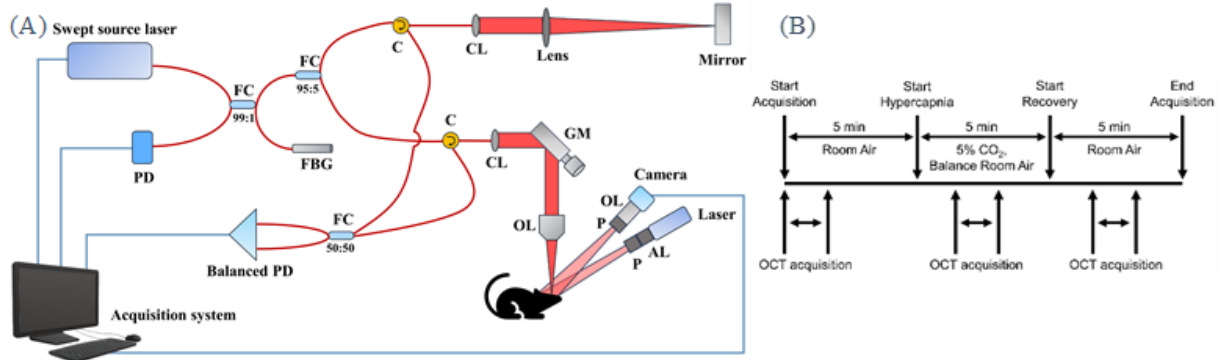 (A)
Swept source laser
FC
99:1
PD
FC
95:5
FBG
C
CL
Lens
Mirror
C
CL
GM
OL
Camera
OL
P
Laser
AL
P
FC
50:50
Balanced PD
Acquisition system
(B)
Start
Acquisition
Start
Hypercapnia
Start
Recovery
End
Acquisition
5 min
Room Air
5 min
5% CO₂,
Balance Room Air
5 min
Room Air
OCT acquisition
OCT acquisition
OCT acquisition